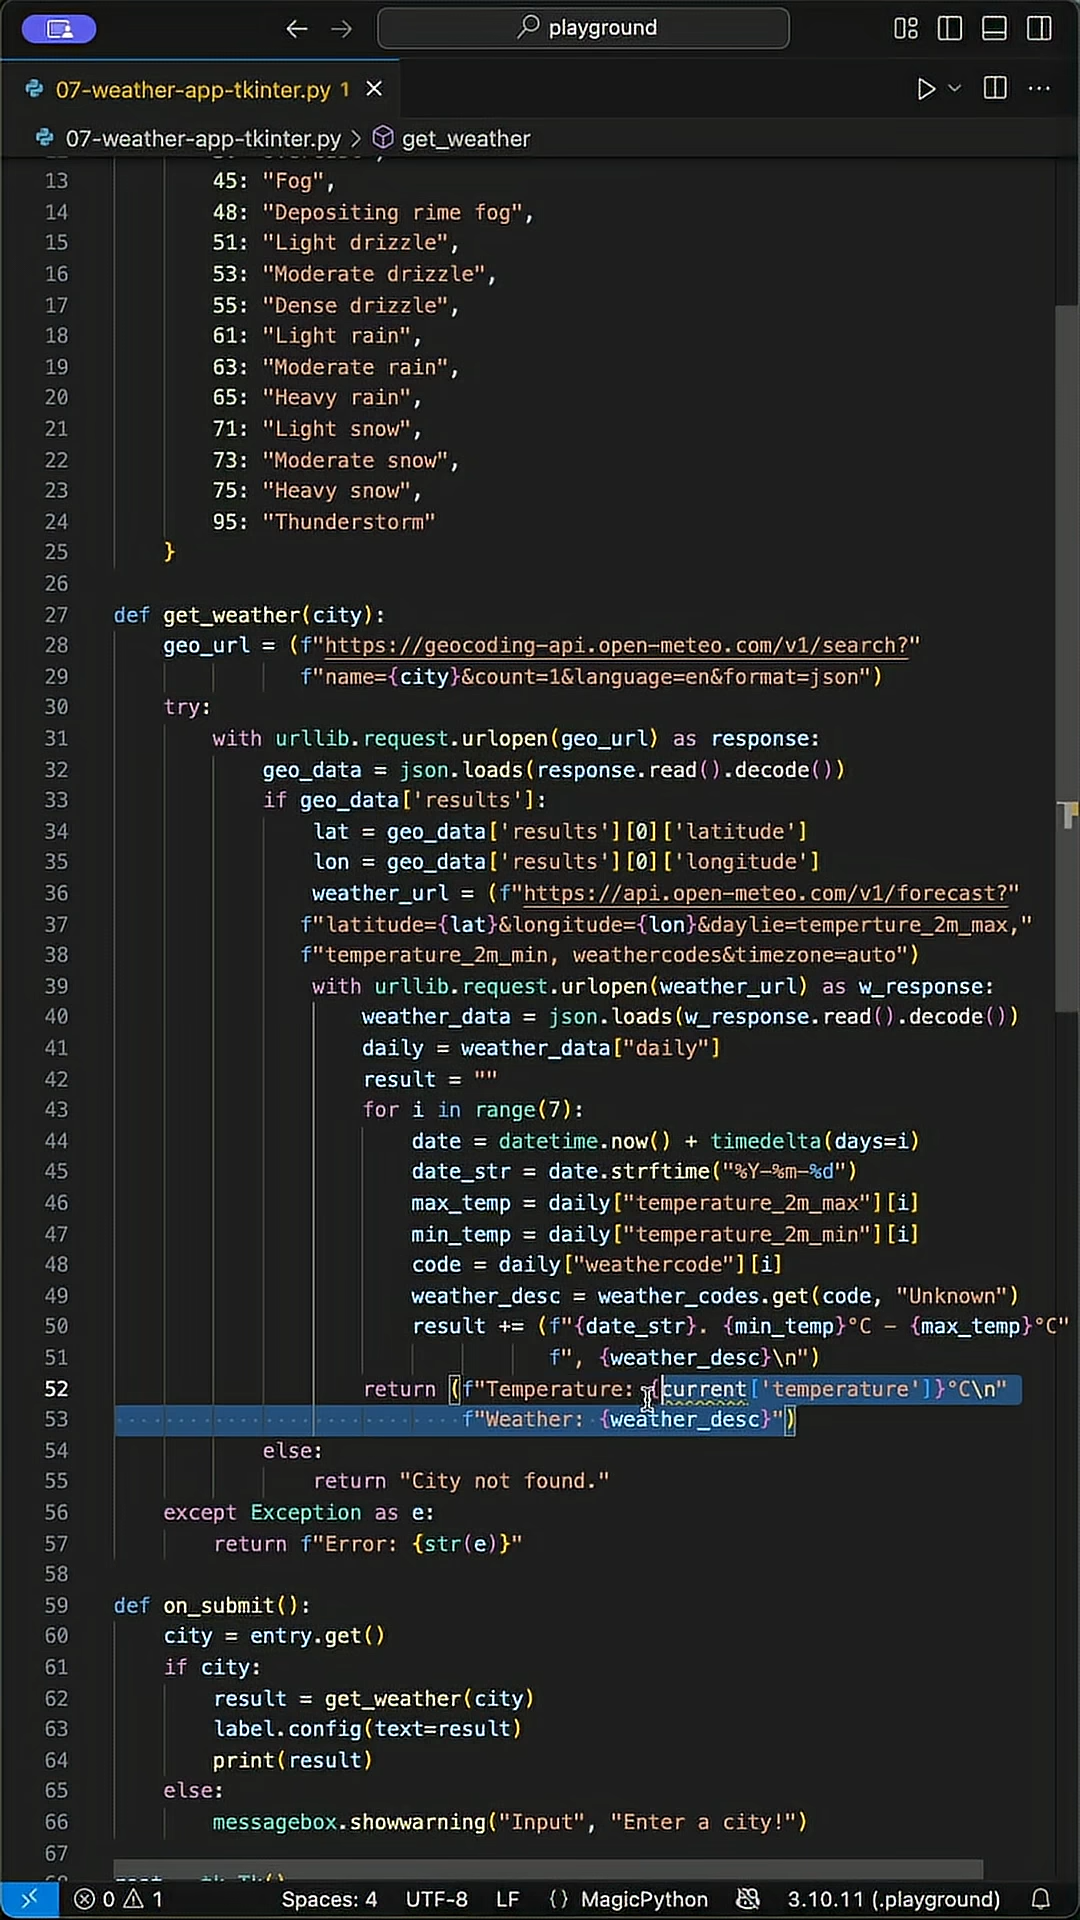 playground
07-weather-app-tkinter.py 1
07-weather-app-tkinter.py > get_weather
13 45: "Fog",
14 48: "Depositing rime fog",
15 51: "Light drizzle",
16 53: "Moderate drizzle",
17 55: "Dense drizzle",
18 61: "Light rain",
19 63: "Moderate rain",
20 65: "Heavy rain",
21 71: "Light snow",
22 73: "Moderate snow",
23 75: "Heavy snow",
24 95: "Thunderstorm"
25 }
26
27 def get_weather(city):
28 geo_url = (f"https://geocoding-api.open-meteo.com/v1/search?"
29 f"name={city}&count=1&language=en&format=json")
30 try:
31 with urllib.request.urlopen(geo_url) as response:
32 geo_data = json.loads(response.read().decode())
33 if geo_data['results']:
34 lat = geo_data['results'][0]['latitude']
35 lon = geo_data['results'][0]['longitude']
36 weather_url = (f"https://api.open-meteo.com/v1/forecast?"
37 f"latitude={lat}&longitude={lon}&daylie=temperture_2m_max,"
38 f"temperature_2m_min, weathercodes&timezone=auto")
39 with urllib.request.urlopen(weather_url) as w_response:
40 weather_data = json.loads(w_response.read().decode())
41 daily = weather_data["daily"]
42 result = ""
43 for i in range(7):
44 date = datetime.now() + timedelta(days=i)
45 date_str = date.strftime("%Y-%m-%d")
46 max_temp = daily["temperature_2m_max"][i]
47 min_temp = daily["temperature_2m_min"][i]
48 code = daily["weathercode"][i]
49 weather_desc = weather_codes.get(code, "Unknown")
50 result += (f"{date_str}. {min_temp}°C – {max_temp}°C"
51 f", {weather_desc}\n")
52 return (f"Temperature: {current['temperature']}°C\n"
53 f"Weather: {weather_desc}")
54 else:
55 return "City not found."
56 except Exception as e:
57 return f"Error: {str(e)}"
58
59 def on_submit():
60 city = entry.get()
61 if city:
62 result = get_weather(city)
63 label.config(text=result)
64 print(result)
65 else:
66 messagebox.showwarning("Input", "Enter a city!")
67
0 1 Spaces: 4 UTF-8 LF {} MagicPython 3.10.11 (.playground)